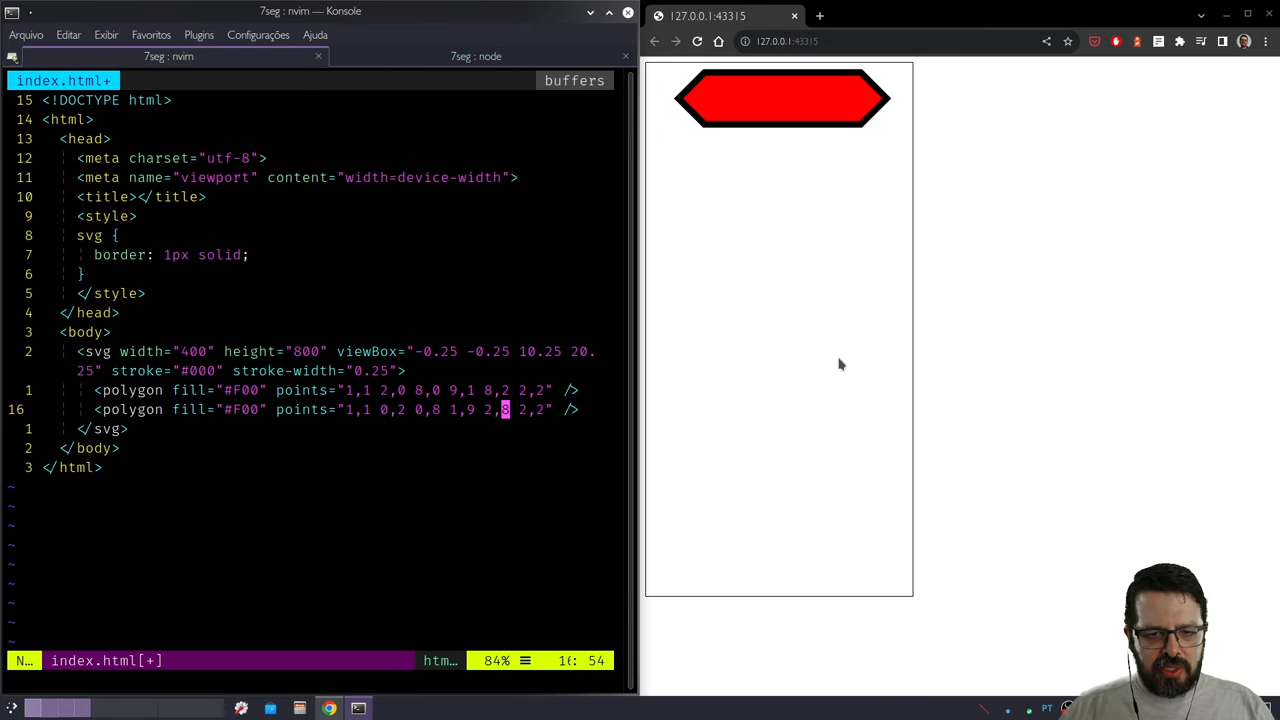 7seg : nvim — Konsole
Arquivo Editar Exibir Favoritos Plugins Configurações Ajuda
7seg : nvim
7seg : node
index.html+
buffers
15 <!DOCTYPE html>
14 <html>
13 <head>
12 <meta charset="utf-8">
11 <meta name="viewport" content="width=device-width">
10 <title></title>
9 <style>
8 svg {
7 border: 1px solid;
6 }
5 </style>
4 </head>
3 <body>
2 <svg width="400" height="800" viewBox="-0.25 -0.25 10.25 20.
25" stroke="#000" stroke-width="0.25">
1 <polygon fill="#F00" points="1,1 2,0 8,0 9,1 8,2 2,2" />
16 <polygon fill="#F00" points="1,1 0,2 0,8 1,9 2,8 2,2" />
1 </svg>
2 </body>
3 </html>
~
~
~
~
~
~
~
~
~
N… index.html[+] htm… 84% 16: 54
127.0.0.1:43315
127.0.0.1:43315
PT